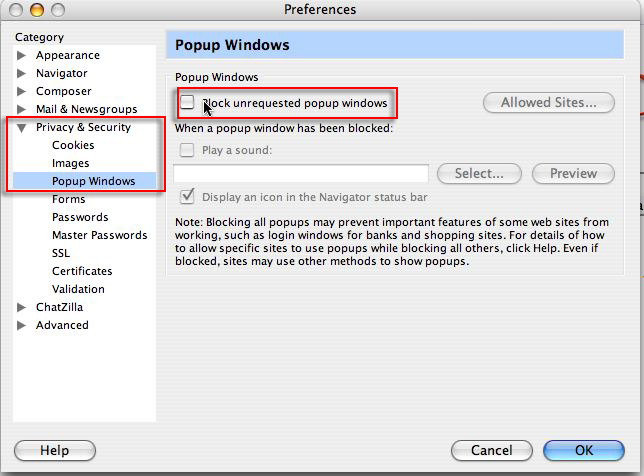 Preferences
Category
Appearance
Navigator
Composer
Mail & Newsgroups
Privacy & Security
Cookies
Images
Popup Windows
Forms
Passwords
Master Passwords
SSL
Certificates
Validation
ChatZilla
Advanced
Popup Windows
Popup Windows
Block unrequested popup windows
Allowed Sites...
When a popup window has been blocked:
Play a sound:
Select...
Preview
Display an icon in the Navigator status bar
Note: Blocking all popups may prevent important features of some web sites from
working, such as login windows for banks and shopping sites. For details of how
to allow specific sites to use popups while blocking all others, click Help. Even if
blocked, sites may use other methods to show popups.
Help
Cancel
OK